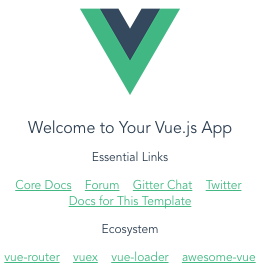 Welcome to Your Vue.js App
Essential Links
Core Docs Forum Gitter Chat Twitter
Docs for This Template
Ecosystem
vue-router vuex vue-loader awesome-vue